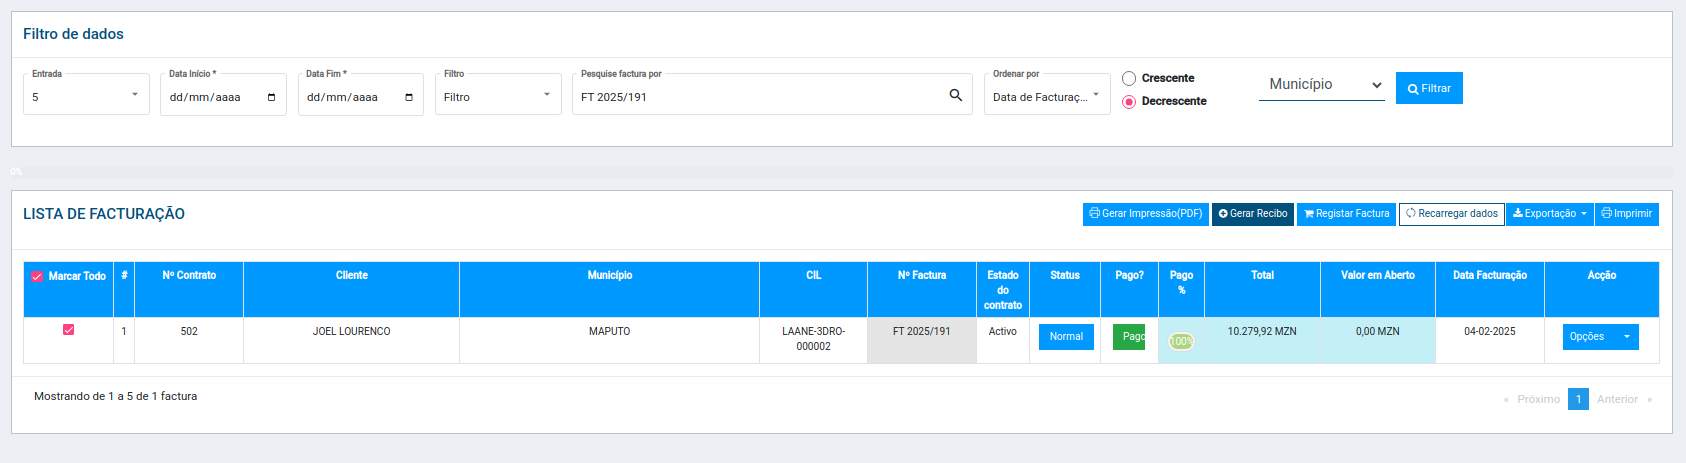 Filtro de dados
Entrada
5
Data Início *
dd/mm/aaaa
Data Fim *
dd/mm/aaaa
Filtro
Filtro
Pesquise factura por
FT 2025/191
Ordenar por
Data de Facturaç...
Crescente
Decrescente
Município
Filtrar
0%
LISTA DE FACTURAÇÃO
Gerar Impressão(PDF)
Gerar Recibo
Registar Factura
Recarregar dados
Exportação
Imprimir
Marcar Todo # Nº Contrato Cliente Município CIL Nº Factura Estado do contrato Status Pago? Pago % Total Valor em Aberto Data Facturação Acção
1 502 JOEL LOURENCO MAPUTO LAANE-3DRO-000002 FT 2025/191 Activo Normal Pago 100% 10.279,92 MZN 0,00 MZN 04-02-2025 Opções
Mostrando de 1 a 5 de 1 factura
« Próximo 1 Anterior »